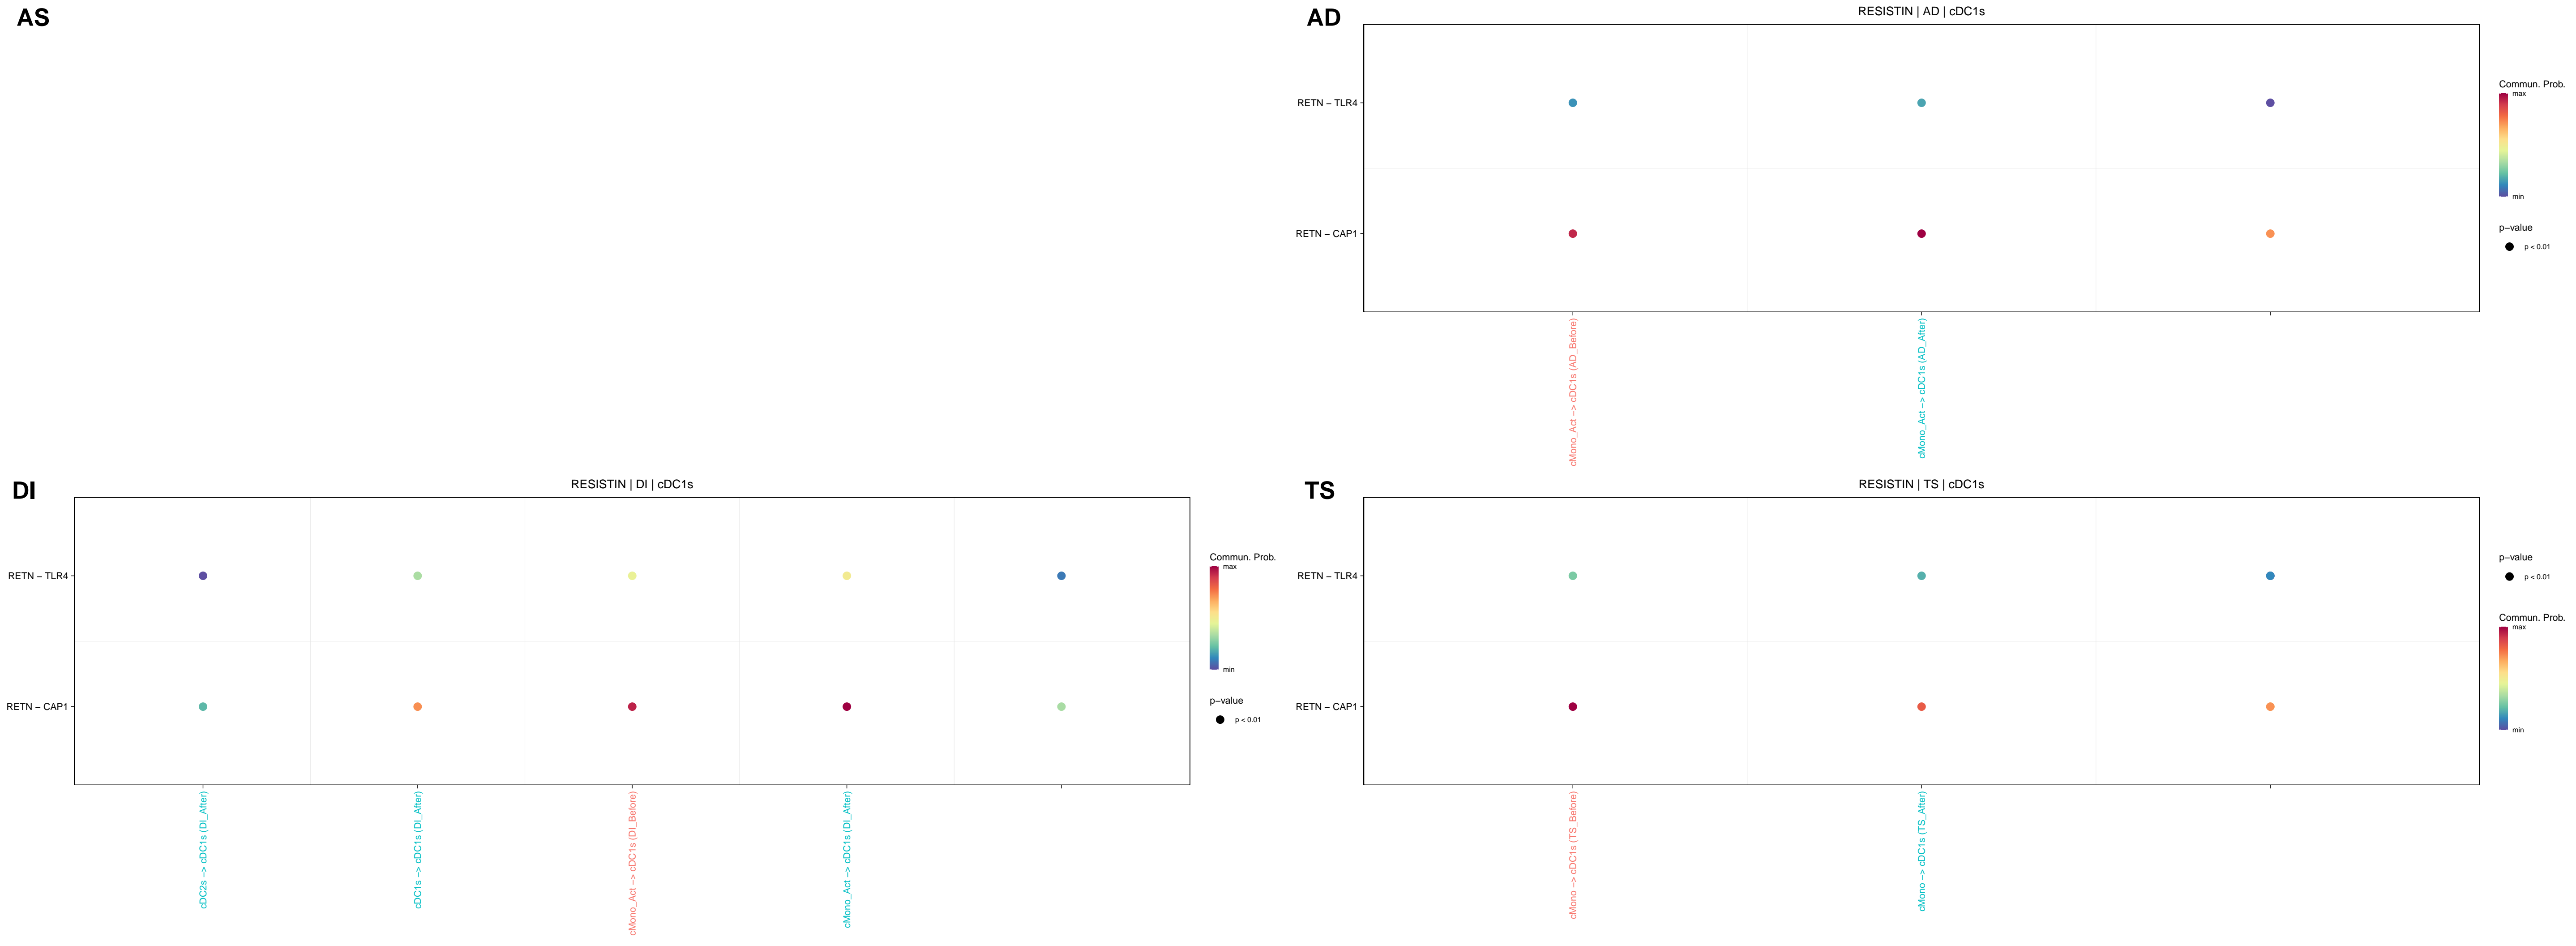 AS
AD
RESISTIN | AD | cDC1s
RETN − TLR4
RETN − CAP1
cMono_Act −> cDC1s (AD_Before)
cMono_Act −> cDC1s (AD_After)
Commun. Prob.
max
min
p−value
p < 0.01
DI
RESISTIN | DI | cDC1s
RETN − TLR4
RETN − CAP1
cDC2s −> cDC1s (DI_After)
cDC1s −> cDC1s (DI_After)
cMono_Act −> cDC1s (DI_Before)
cMono_Act −> cDC1s (DI_After)
Commun. Prob.
max
min
p−value
p < 0.01
TS
RESISTIN | TS | cDC1s
RETN − TLR4
RETN − CAP1
cMono −> cDC1s (TS_Before)
cMono −> cDC1s (TS_After)
p−value
p < 0.01
Commun. Prob.
max
min